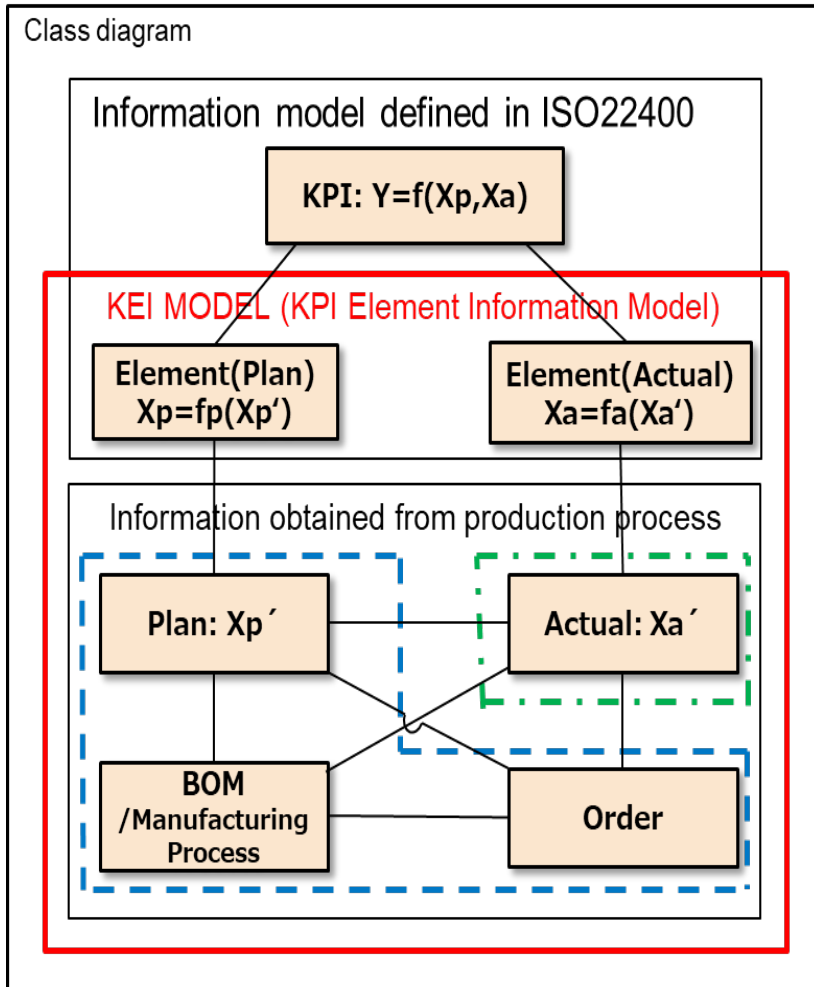 Class diagram
Information model defined in ISO22400
KPI: Y=f(Xp,Xa)
KEI MODEL (KPI Element Information Model)
Element(Plan)
Xp=fp(Xp‘)
Element(Actual)
Xa=fa(Xa‘)
Information obtained from production process
Plan: Xp´
Actual: Xa´
BOM
/Manufacturing
Process
Order